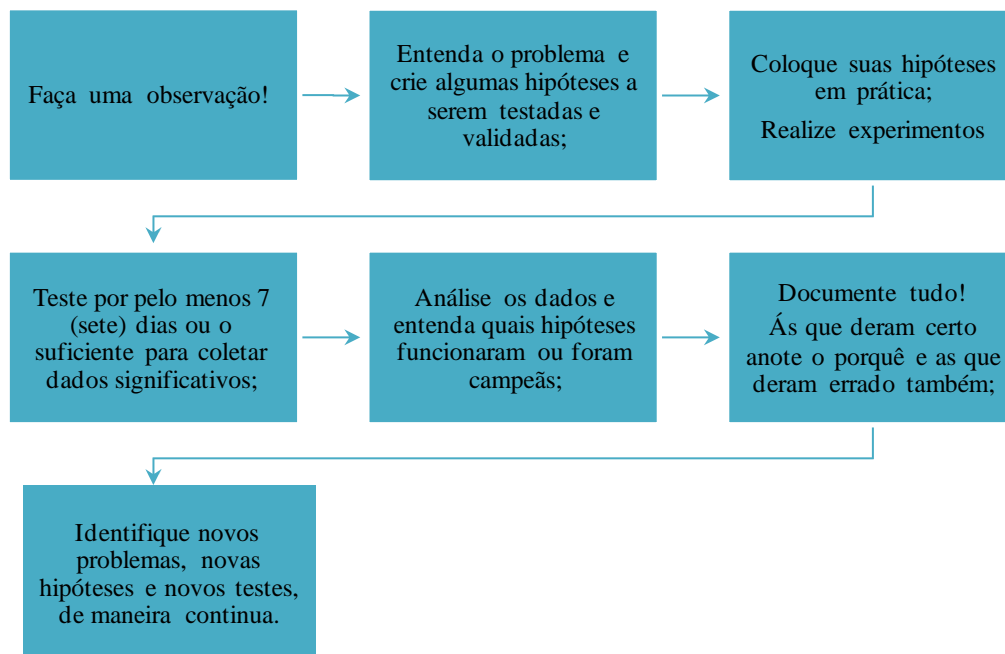 Faça uma observação!
Entenda o problema e
crie algumas hipóteses a
serem testadas e
validadas;
Coloque suas hipóteses
em prática;
Realize experimentos
Teste por pelo menos 7
(sete) dias ou o
suficiente para coletar
dados significativos;
Análise os dados e
entenda quais hipóteses
funcionaram ou foram
campeãs;
Documente tudo!
Ás que deram certo
anote o porquê e as que
deram errado também;
Identifique novos
problemas, novas
hipóteses e novos testes,
de maneira continua.